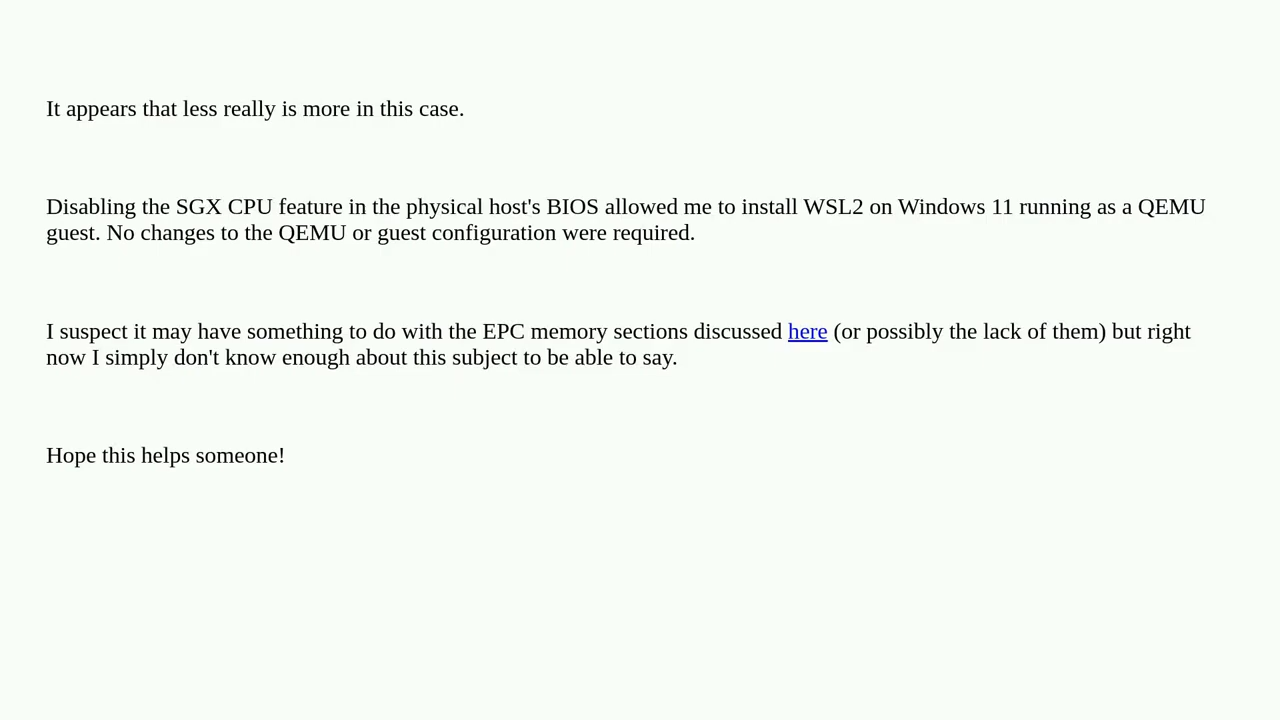 It appears that less really is more in this case.
Disabling the SGX CPU feature in the physical host's BIOS allowed me to install WSL2 on Windows 11 running as a QEMU
guest. No changes to the QEMU or guest configuration were required.
I suspect it may have something to do with the EPC memory sections discussed here (or possibly the lack of them) but right
now I simply don't know enough about this subject to be able to say.
Hope this helps someone!